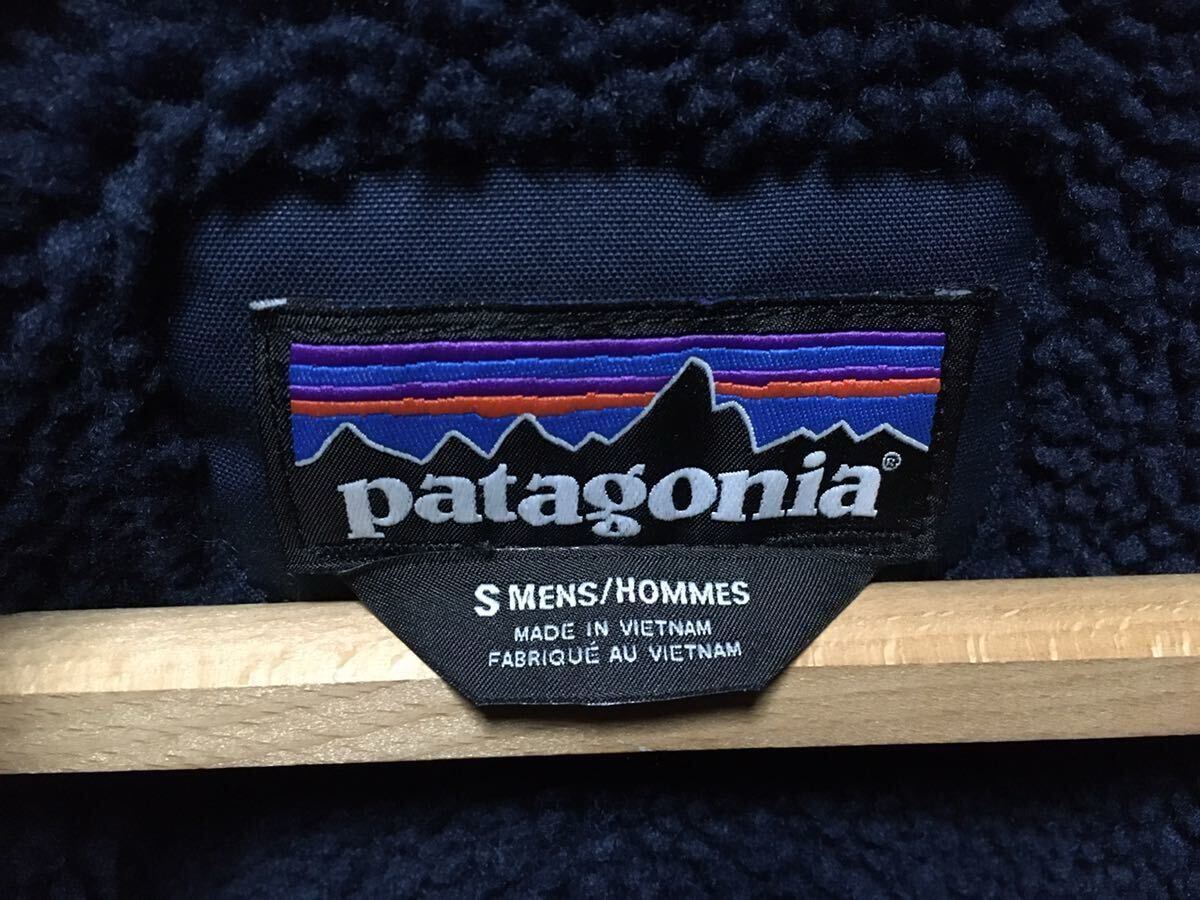 patagonia®
S MENS/HOMMES
MADE IN VIETNAM
FABRIQUÉ AU VIETNAM